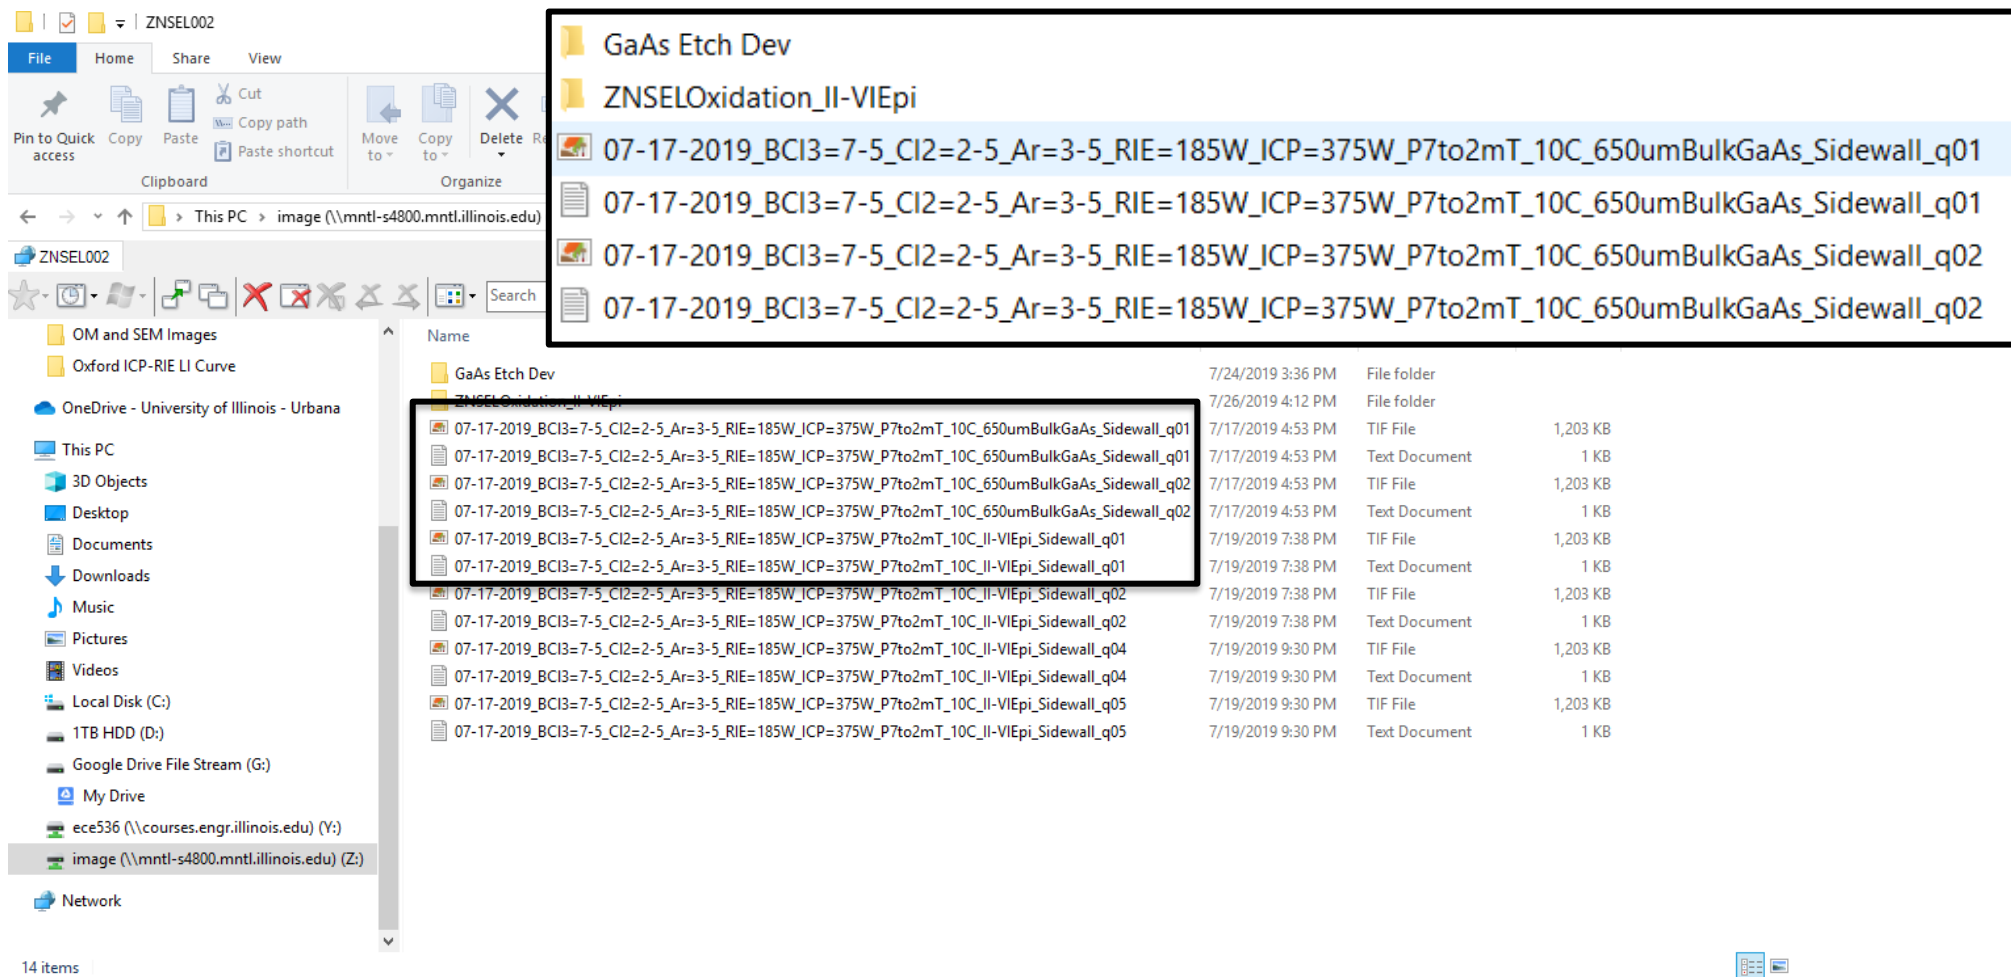 ZNSEL002
File Home Share View
Pin to Quick access
Copy
Paste
Cut
Copy path
Paste shortcut
Move to
Copy to
Delete
Clipboard
Organize
This PC > image (\\mntl-s4800.mntl.illinois.edu)
ZNSEL002
Search
GaAs Etch Dev
ZNSELOxidation_II-VIEpi
07-17-2019_BCl3=7-5_Cl2=2-5_Ar=3-5_RIE=185W_ICP=375W_P7to2mT_10C_650umBulkGaAs_Sidewall_q01
07-17-2019_BCl3=7-5_Cl2=2-5_Ar=3-5_RIE=185W_ICP=375W_P7to2mT_10C_650umBulkGaAs_Sidewall_q01
07-17-2019_BCl3=7-5_Cl2=2-5_Ar=3-5_RIE=185W_ICP=375W_P7to2mT_10C_650umBulkGaAs_Sidewall_q02
07-17-2019_BCl3=7-5_Cl2=2-5_Ar=3-5_RIE=185W_ICP=375W_P7to2mT_10C_650umBulkGaAs_Sidewall_q02
OM and SEM Images
Oxford ICP-RIE LI Curve
OneDrive - University of Illinois - Urbana
This PC
3D Objects
Desktop
Documents
Downloads
Music
Pictures
Videos
Local Disk (C:)
1TB HDD (D:)
Google Drive File Stream (G:)
My Drive
ece536 (\\courses.engr.illinois.edu) (Y:)
image (\\mntl-s4800.mntl.illinois.edu) (Z:)
Network
Name
GaAs Etch Dev 7/24/2019 3:36 PM File folder
ZNSELOxidation_II-VIEpi 7/26/2019 4:12 PM File folder
07-17-2019_BCl3=7-5_Cl2=2-5_Ar=3-5_RIE=185W_ICP=375W_P7to2mT_10C_650umBulkGaAs_Sidewall_q01 7/17/2019 4:53 PM TIF File 1,203 KB
07-17-2019_BCl3=7-5_Cl2=2-5_Ar=3-5_RIE=185W_ICP=375W_P7to2mT_10C_650umBulkGaAs_Sidewall_q01 7/17/2019 4:53 PM Text Document 1 KB
07-17-2019_BCl3=7-5_Cl2=2-5_Ar=3-5_RIE=185W_ICP=375W_P7to2mT_10C_650umBulkGaAs_Sidewall_q02 7/17/2019 4:53 PM TIF File 1,203 KB
07-17-2019_BCl3=7-5_Cl2=2-5_Ar=3-5_RIE=185W_ICP=375W_P7to2mT_10C_650umBulkGaAs_Sidewall_q02 7/17/2019 4:53 PM Text Document 1 KB
07-17-2019_BCl3=7-5_Cl2=2-5_Ar=3-5_RIE=185W_ICP=375W_P7to2mT_10C_II-VIEpi_Sidewall_q01 7/19/2019 7:38 PM TIF File 1,203 KB
07-17-2019_BCl3=7-5_Cl2=2-5_Ar=3-5_RIE=185W_ICP=375W_P7to2mT_10C_II-VIEpi_Sidewall_q01 7/19/2019 7:38 PM Text Document 1 KB
07-17-2019_BCl3=7-5_Cl2=2-5_Ar=3-5_RIE=185W_ICP=375W_P7to2mT_10C_II-VIEpi_Sidewall_q02 7/19/2019 7:38 PM TIF File 1,203 KB
07-17-2019_BCl3=7-5_Cl2=2-5_Ar=3-5_RIE=185W_ICP=375W_P7to2mT_10C_II-VIEpi_Sidewall_q02 7/19/2019 7:38 PM Text Document 1 KB
07-17-2019_BCl3=7-5_Cl2=2-5_Ar=3-5_RIE=185W_ICP=375W_P7to2mT_10C_II-VIEpi_Sidewall_q04 7/19/2019 9:30 PM TIF File 1,203 KB
07-17-2019_BCl3=7-5_Cl2=2-5_Ar=3-5_RIE=185W_ICP=375W_P7to2mT_10C_II-VIEpi_Sidewall_q04 7/19/2019 9:30 PM Text Document 1 KB
07-17-2019_BCl3=7-5_Cl2=2-5_Ar=3-5_RIE=185W_ICP=375W_P7to2mT_10C_II-VIEpi_Sidewall_q05 7/19/2019 9:30 PM TIF File 1,203 KB
07-17-2019_BCl3=7-5_Cl2=2-5_Ar=3-5_RIE=185W_ICP=375W_P7to2mT_10C_II-VIEpi_Sidewall_q05 7/19/2019 9:30 PM Text Document 1 KB
14 items